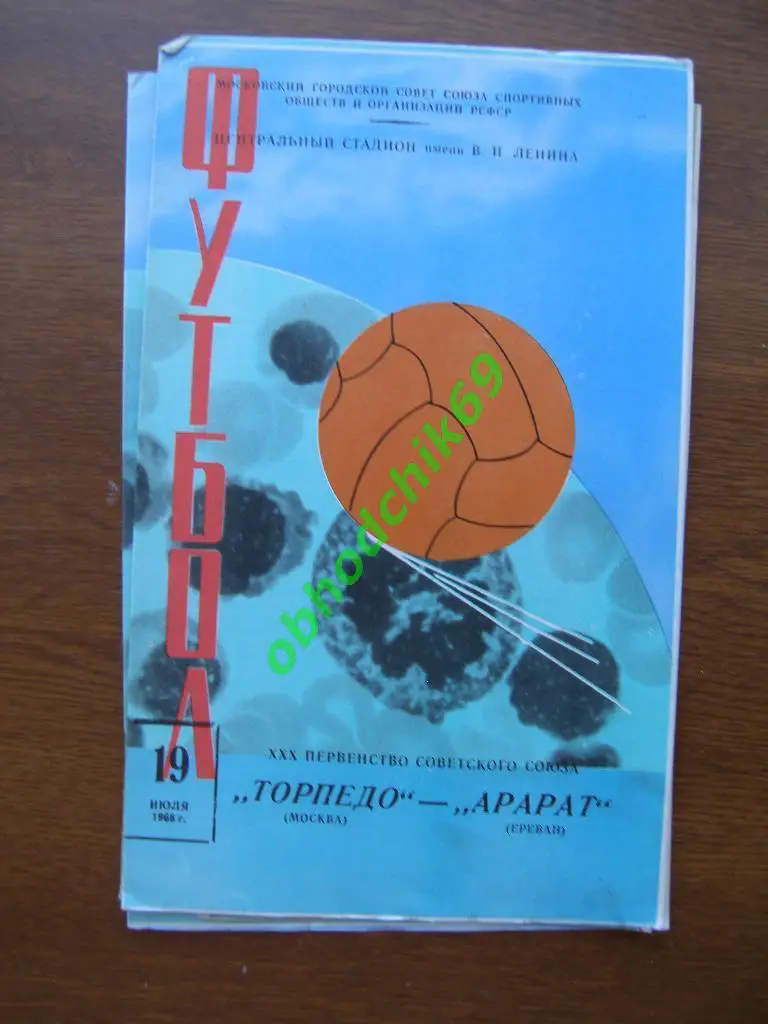 МОСКОВСКИЙ ГОРОДСКОЙ СОВЕТ СОЮЗА СПОРТИВНЫХ
ОБЩЕСТВ И ОРГАНИЗАЦИЙ РСФСР
ЦЕНТРАЛЬНЫЙ СТАДИОН имени В. И. ЛЕНИНА
ФУТБОЛ
obhodchik69
19
ИЮЛЯ
1968 г.
XXX ПЕРВЕНСТВО СОВЕТСКОГО СОЮЗА
„ТОРПЕДО“ — „АРАРАТ“
(МОСКВА)
(ЕРЕВАН)